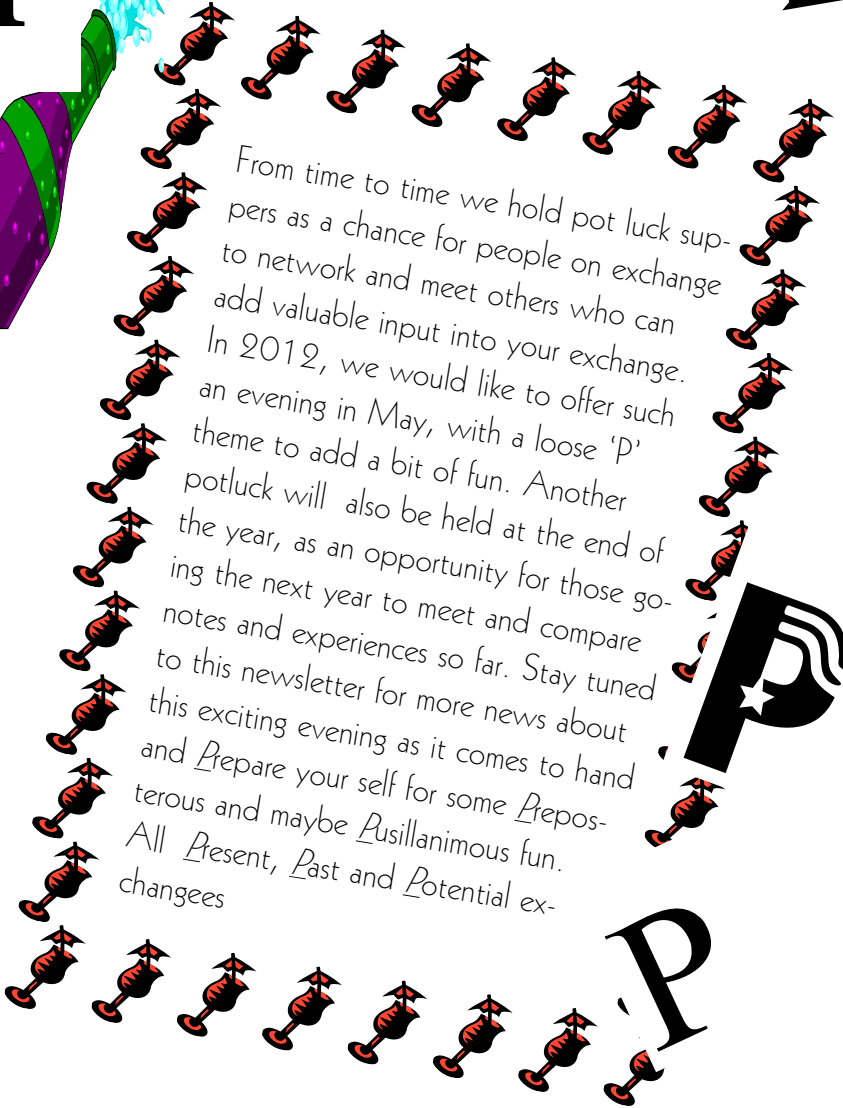 From time to time we hold pot luck sup-
pers as a chance for people on exchange
to network and meet others who can
add valuable input into your exchange.
In 2012, we would like to offer such
an evening in May, with a loose ‘P’
theme to add a bit of fun. Another
potluck will also be held at the end of
the year, as an opportunity for those go-
ing the next year to meet and compare
notes and experiences so far. Stay tuned
to this newsletter for more news about
this exciting evening as it comes to hand
and Prepare your self for some Prepos-
terous and maybe Pusillanimous fun.
All Present, Past and Potential ex-
changees
P
P